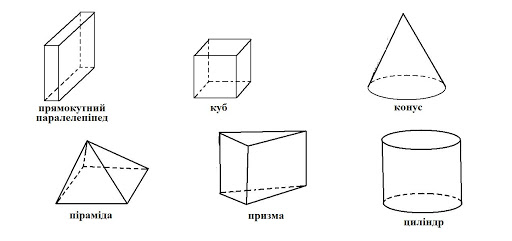 прямокутний
паралелепіпед
куб
конус
піраміда
призма
циліндр